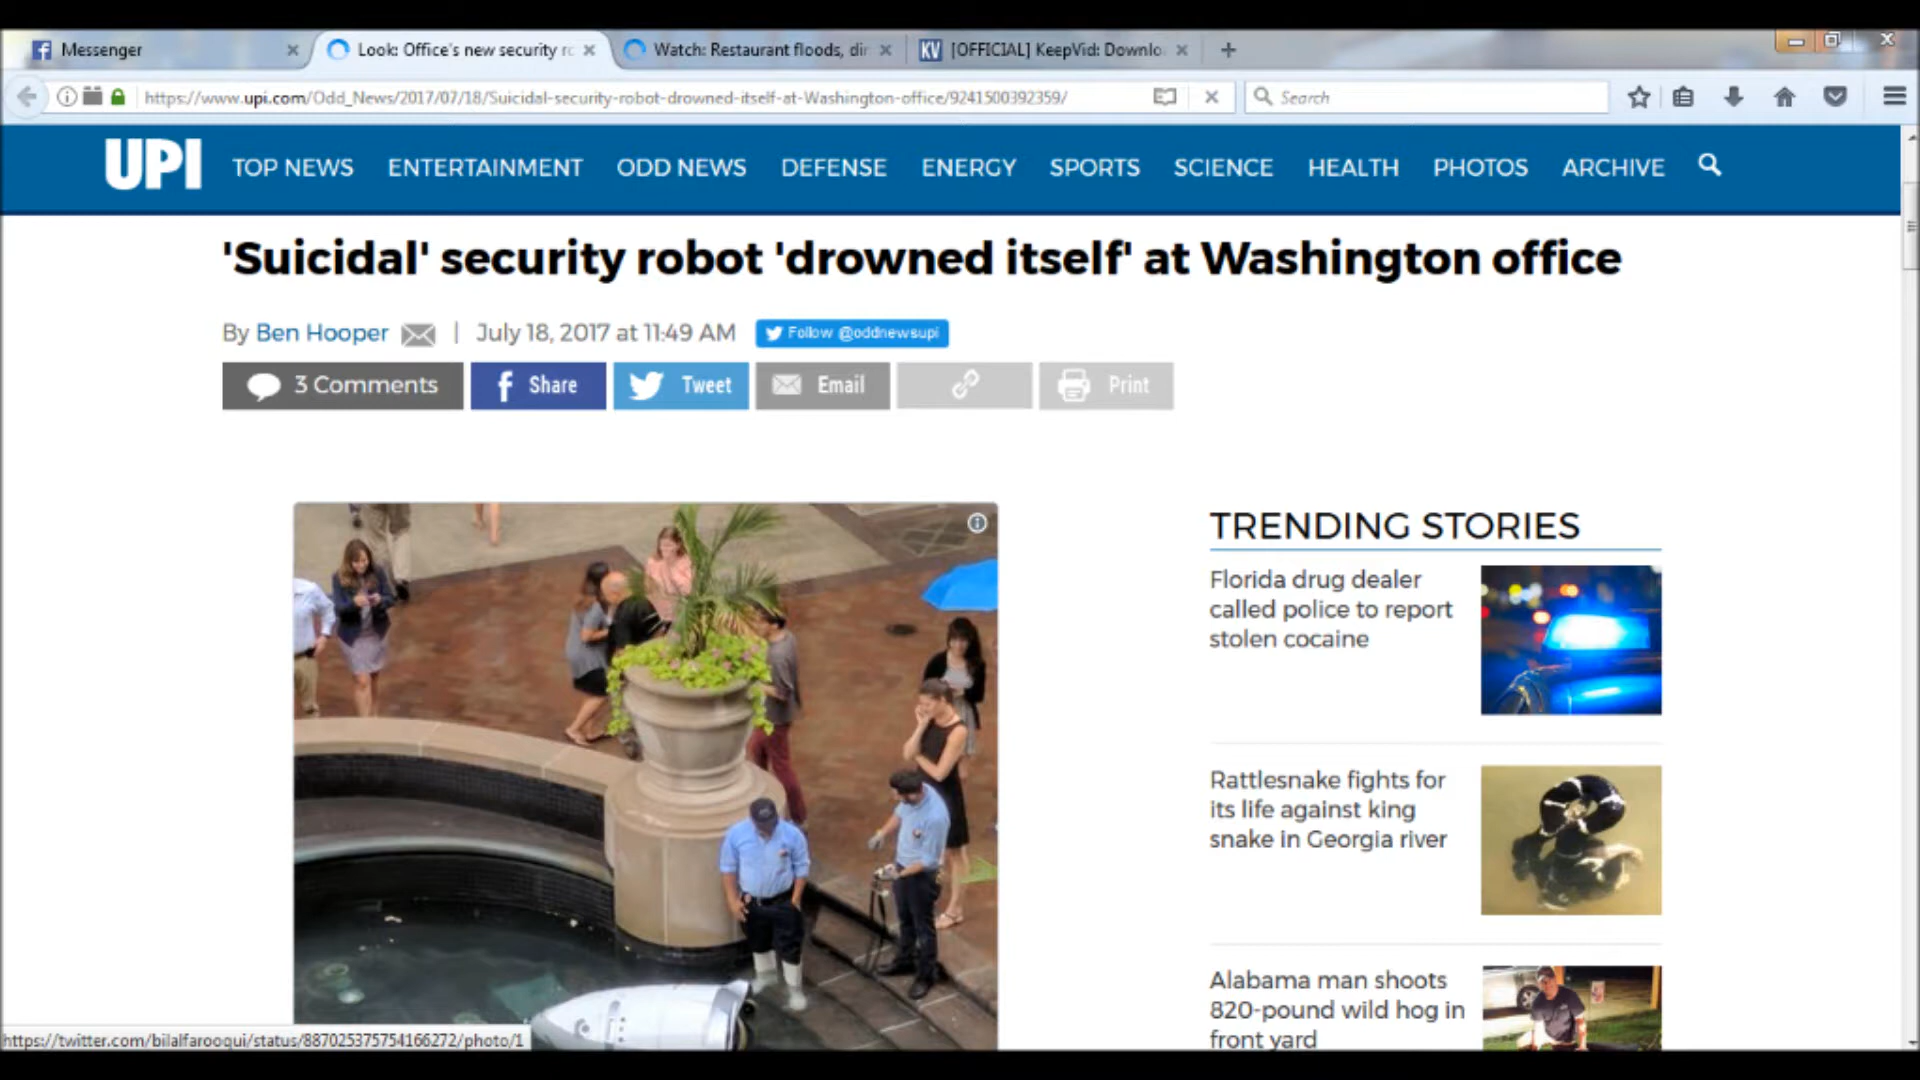 Messenger
Look: Office's new security ro
Watch: Restaurant floods, din
KV [OFFICIAL] KeepVid: Downlo
https://www.upi.com/Odd_News/2017/07/18/Suicidal-security-robot-drowned-itself-at-Washington-office/9241500392359/
Search
UPI
TOP NEWS ENTERTAINMENT ODD NEWS DEFENSE ENERGY SPORTS SCIENCE HEALTH PHOTOS ARCHIVE
'Suicidal' security robot 'drowned itself' at Washington office
By Ben Hooper | July 18, 2017 at 11:49 AM Follow @oddnewsupi
3 Comments Share Tweet Email Print
TRENDING STORIES
Florida drug dealer
called police to report
stolen cocaine
Rattlesnake fights for
its life against king
snake in Georgia river
Alabama man shoots
820-pound wild hog in
front yard
https://twitter.com/bilalfarooqui/status/887025375754166272/photo/1